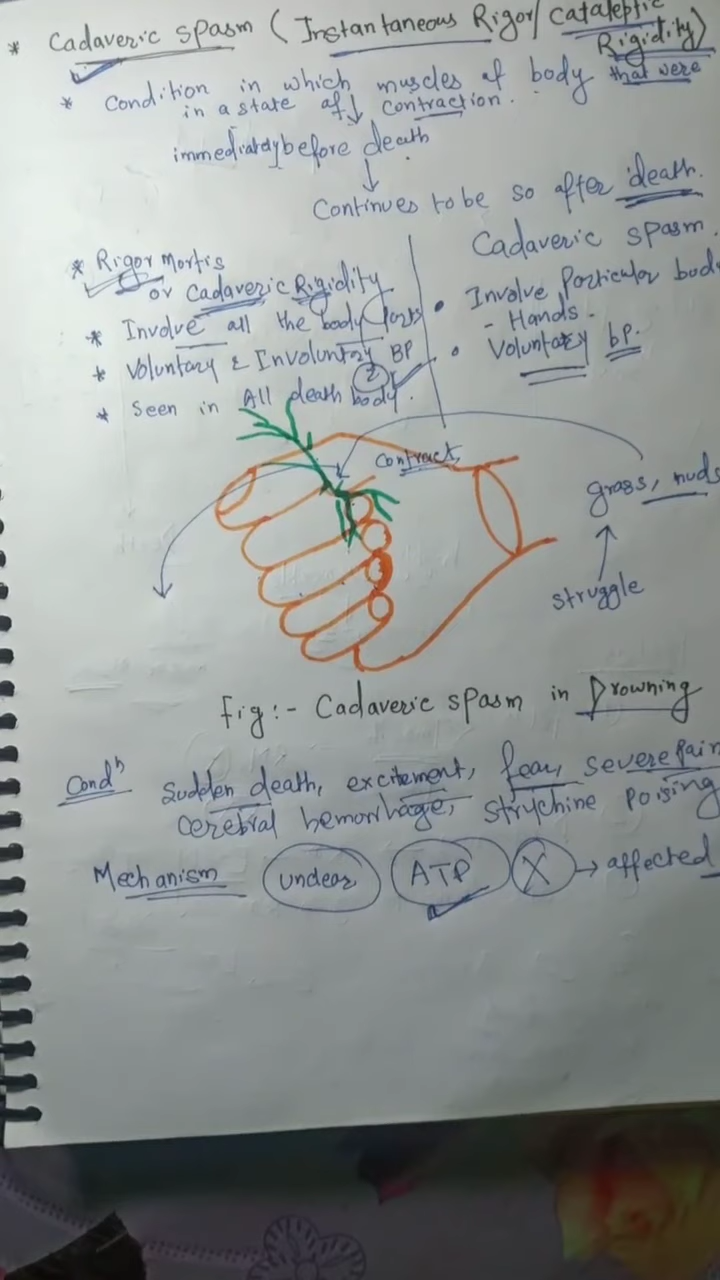 * Cadaveric spasm ( Instantaneous Rigor/ Cataleptic
Rigidity)
* Condition in which muscles of body that were
in a state of contraction.
immediately before death
Continues to be so after death.
* Rigor Mortis
or Cadaveric Rigidity
* Involve all the body parts
* Voluntary & Involuntary BP
* Seen in All death body.
Cadaveric spasm.
• Involve Particular body
- Hands -
• Voluntary bp.
Contract
grass, muds
struggle
Fig:- Cadaveric spasm in Drowning
Condⁿ Sudden death, excitement, fear, severe pain
cerebral hemorrhage, strychine poising
Mechanism unclear ATP X → affected